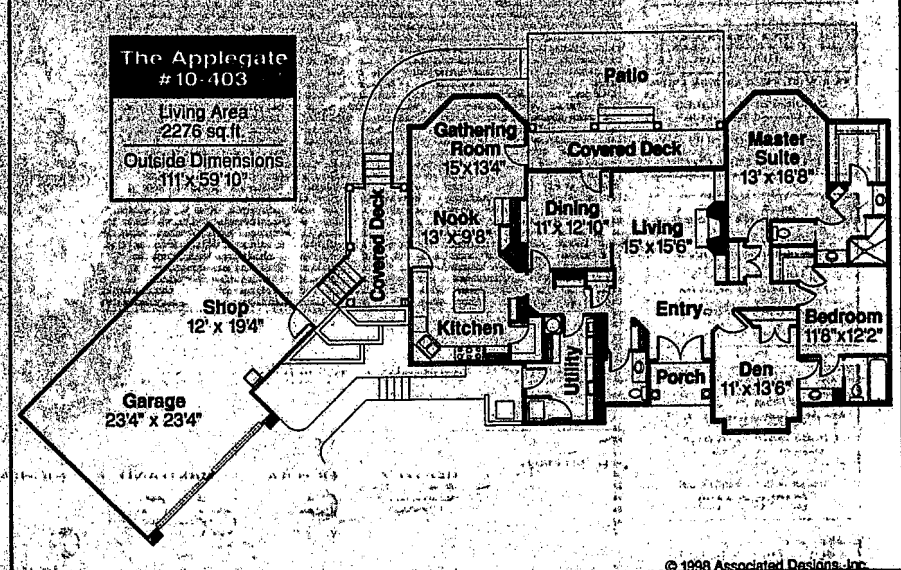 The Applegate
#10-403
Living Area
2276 sq.ft.
Outside Dimensions
111' x 59'10"
Patio
Gathering
Room
15' x 13'4"
Covered Deck
Master
Suite
13' x 16'8"
Covered Deck
Nook
13' x 9'8"
Dining
11' x 12'10"
Living
15' x 15'6"
Shop
12' x 19'4"
Kitchen
Entry
Bedroom
11'8" x 12'2"
Utility
Porch
Den
11' x 13'6"
Garage
23'4" x 23'4"
© 1998 Associated Designs, Inc.